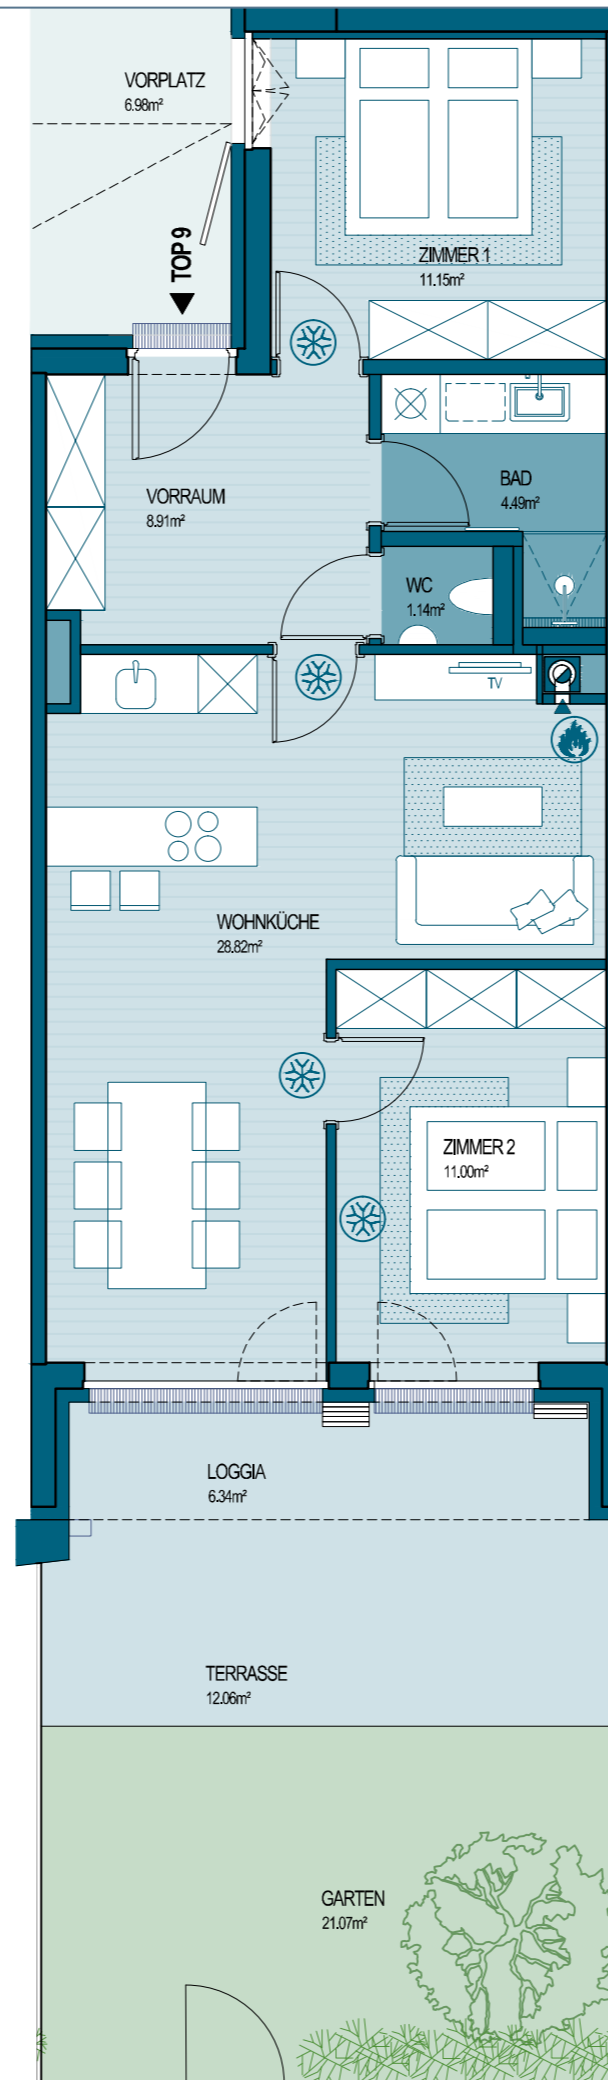 VORPLATZ
6.98m²
TOP 9
ZIMMER 1
11.15m²
BAD
4.49m²
VORRAUM
8.91m²
WC
1.14m²
TV
WOHNKÜCHE
28.82m²
ZIMMER 2
11.00m²
LOGGIA
6.34m²
TERRASSE
12.06m²
GARTEN
21.07m²